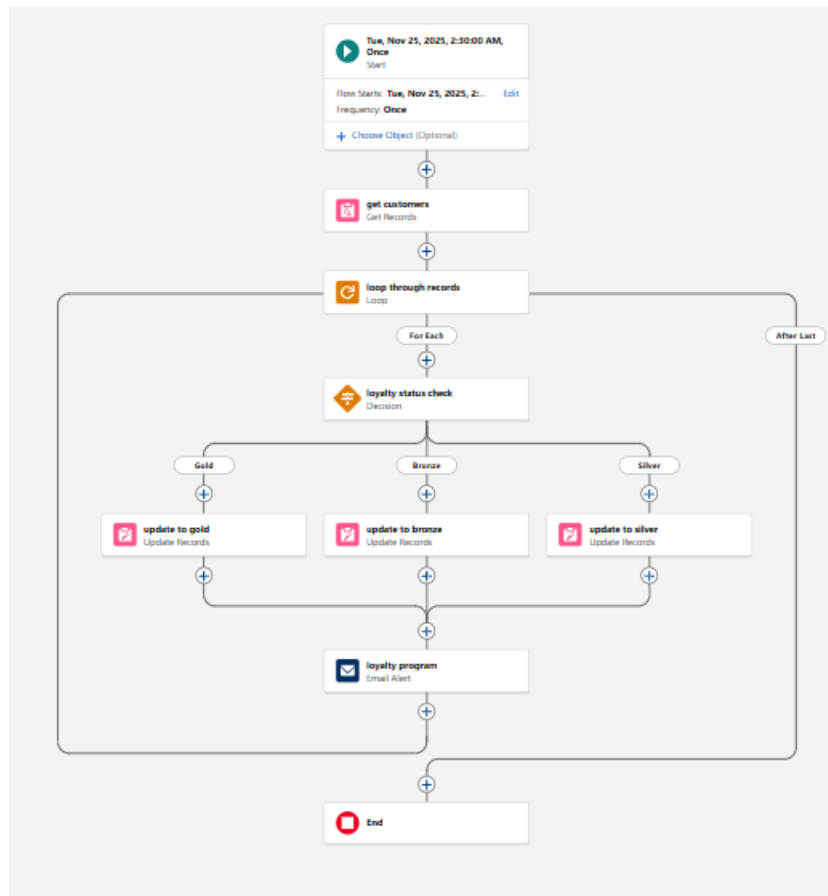 Tue, Nov 25, 2025, 2:30:00 AM,
Once
Start
Flow Starts: Tue, Nov 25, 2025, 2:... Edit
Frequency: Once
+ Choose Object (Optional)
get customers
Get Records
loop through records
Loop
For Each
After Last
loyalty status check
Decision
Gold Bronze Silver
update to gold update to bronze update to silver
Update Records Update Records Update Records
loyalty program
Email Alert
End